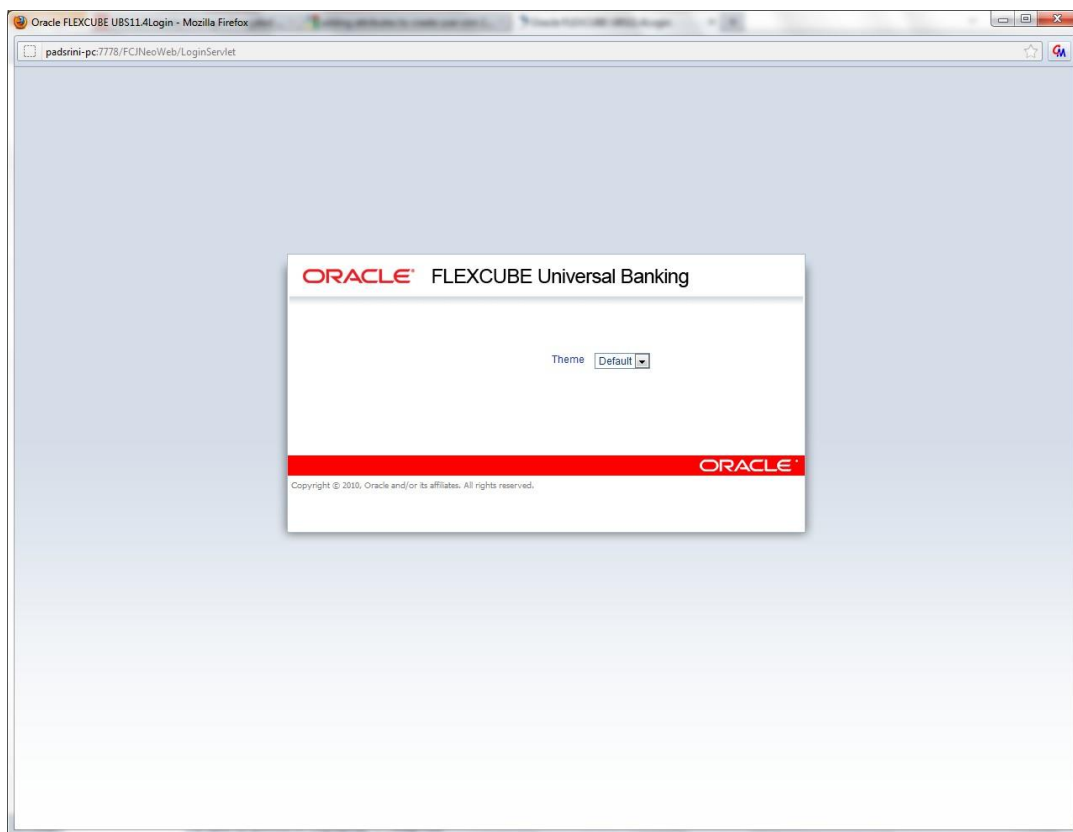 Oracle FLEXCUBE UBS11.4Login - Mozilla Firefox
padsrini-pc:7778/FCJNeoWeb/LoginServlet
ORACLE FLEXCUBE Universal Banking
Theme Default
ORACLE
Copyright © 2010, Oracle and/or its affiliates. All rights reserved.